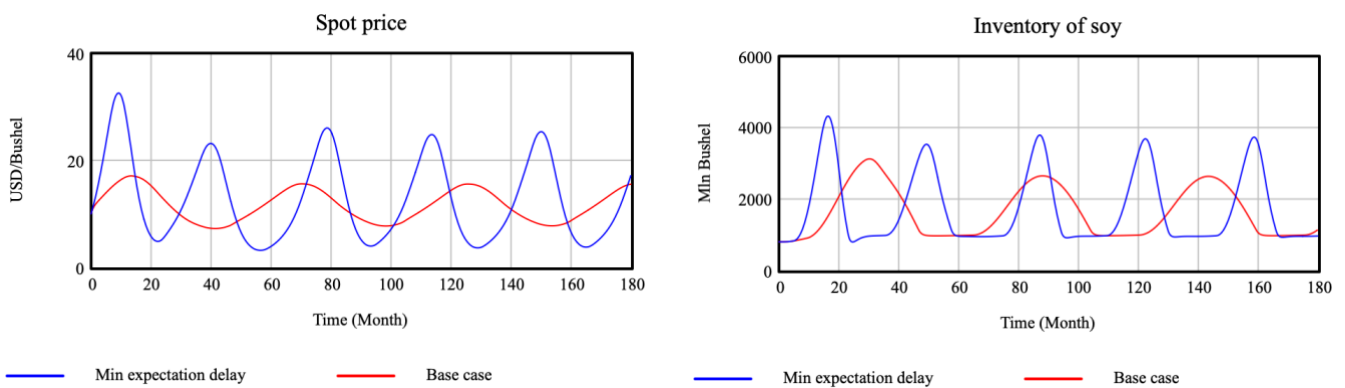 Spot price
40
20
0
USD/Bushel
0 20 40 60 80 100 120 140 160 180
Time (Month)
Min expectation delay Base case
Inventory of soy
6000
4000
2000
0
Mln Bushel
0 20 40 60 80 100 120 140 160 180
Time (Month)
Min expectation delay Base case